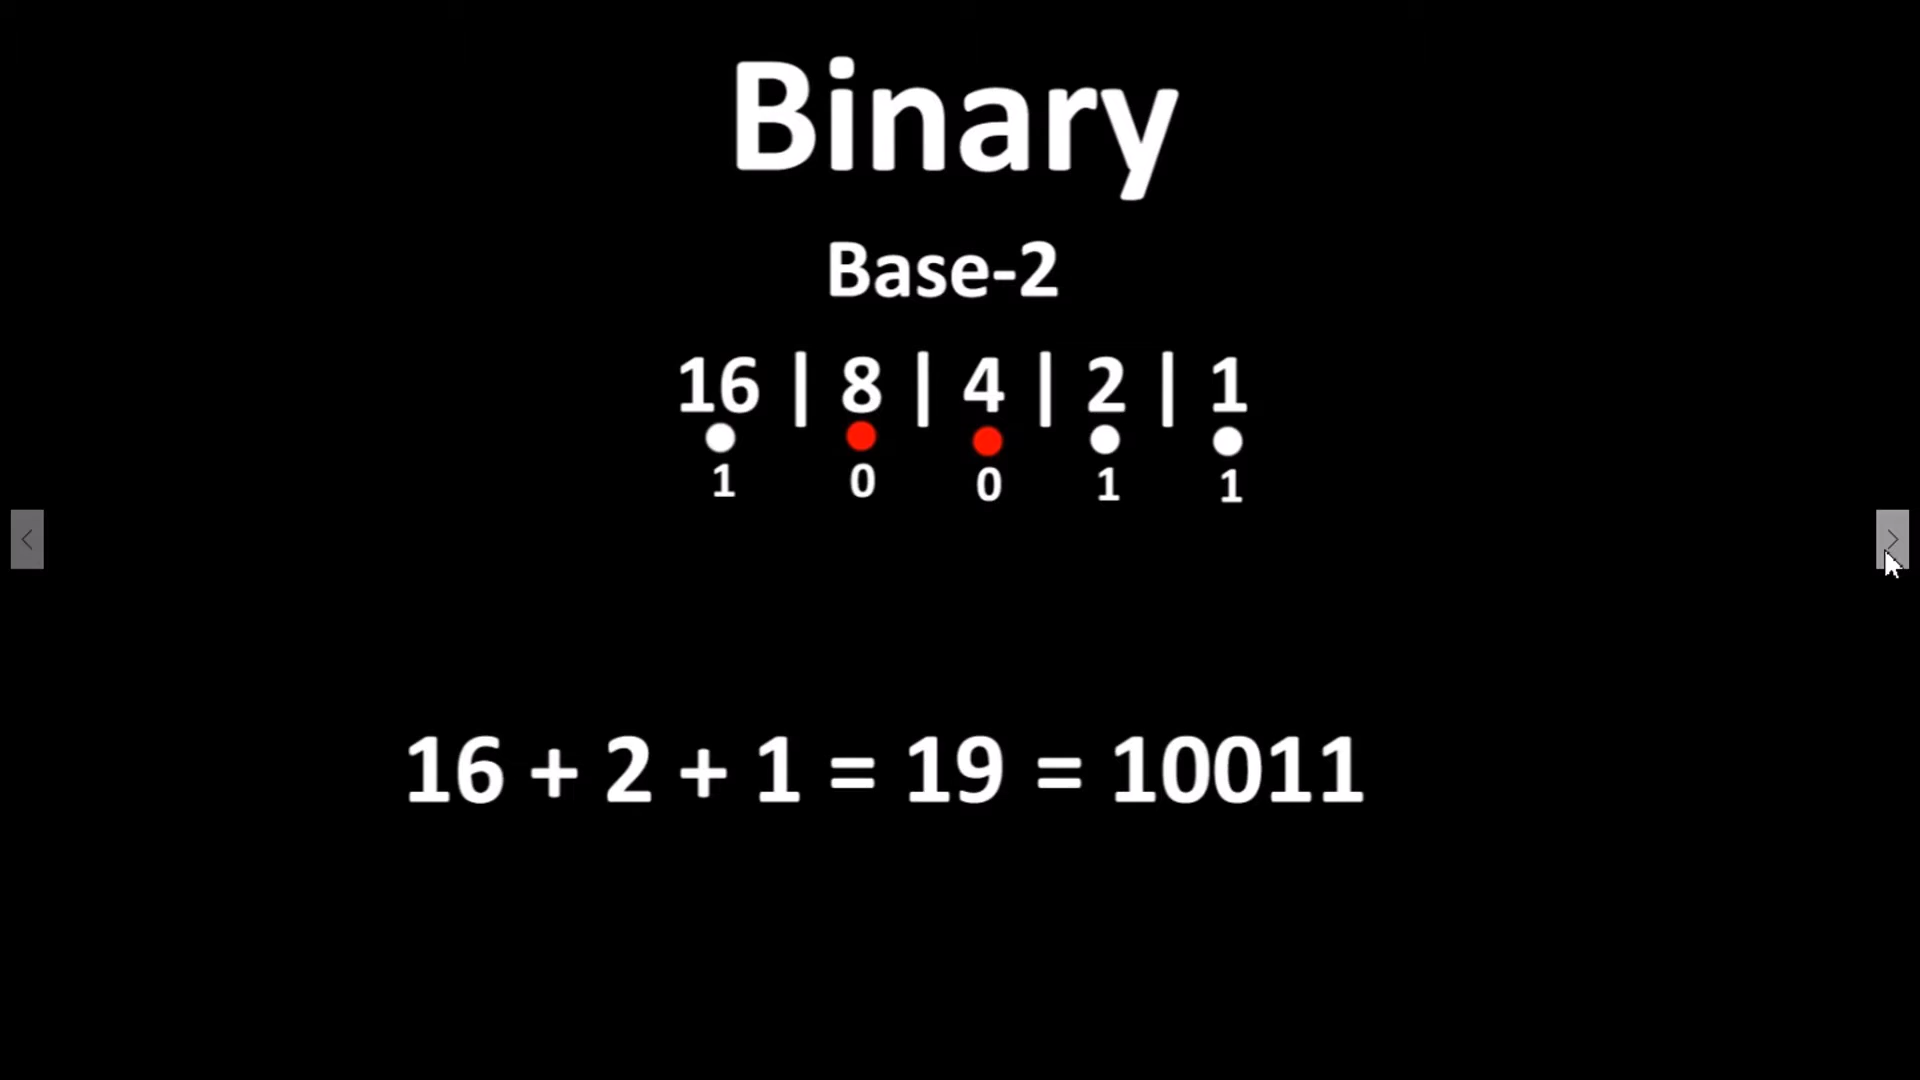 Binary
Base-2
16 | 8 | 4 | 2 | 1
1 0 0 1 1
16 + 2 + 1 = 19 = 10011